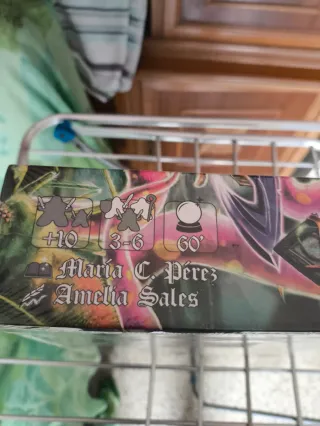 +10 3-6 60'
María C. Pérez
Amelia Sales